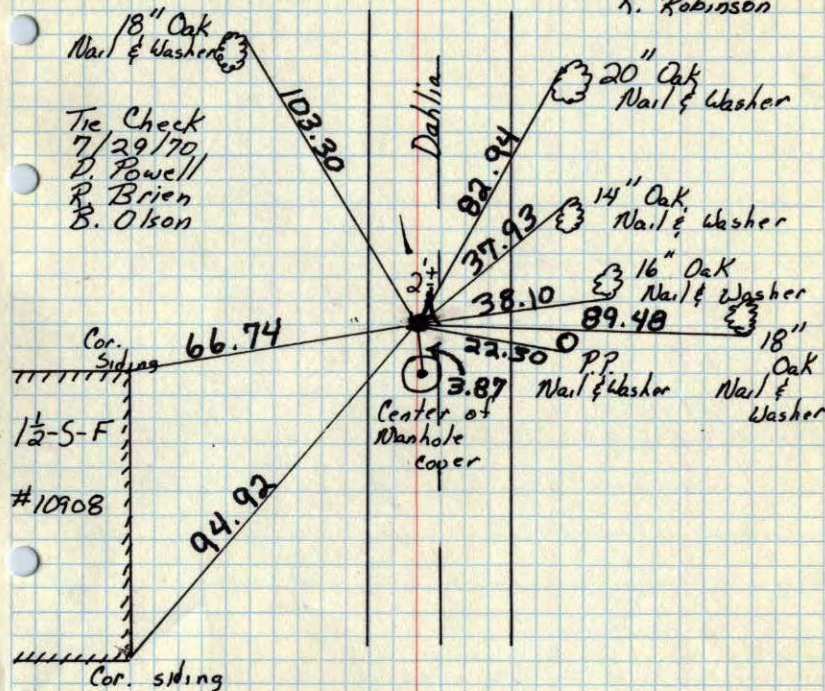 R. Robinson
18" Oak
Nail & Washer
103.30
Tie Check
7/29/70
D. Powell
R. Brien
B. Olson
Dahlia
20" Oak
Nail & Washer
82.94
14" Oak
Nail & Washer
37.93
2'±
16" Oak
Nail & Washer
38.10
89.48
18"
Oak
Nail &
Washer
22.50
P.P.
Nail & Washer
3.87
Center of
Manhole
cover
Cor.
Siding
66.74
1½-S-F
#10908
94.92
Cor. siding